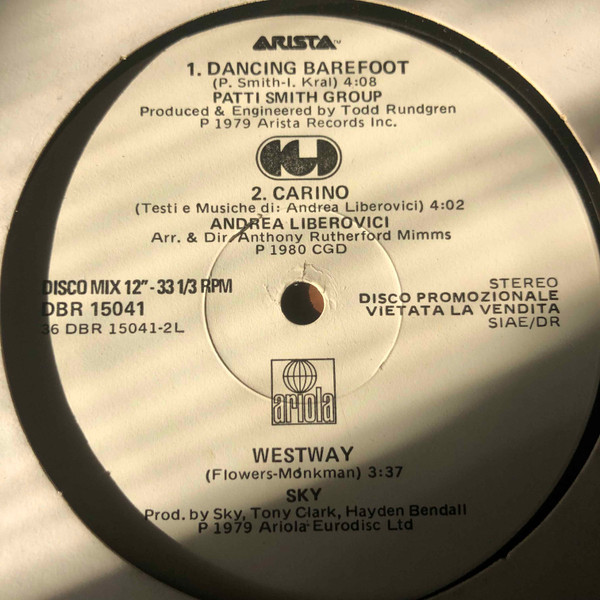 ARISTA™
1. DANCING BAREFOOT
(P. Smith-I. Kral) 4:08
PATTI SMITH GROUP
Produced & Engineered by Todd Rundgren
P 1979 Arista Records Inc.
CGD
2. CARINO
(Testi e Musiche di: Andrea Liberovici) 4:02
ANDREA LIBEROVICI
Arr. & Dir. Anthony Rutherford Mimms
P 1980 CGD
DISCO MIX 12"-33 1/3 RPM
DBR 15041
36 DBR 15041-2L
STEREO
DISCO PROMOZIONALE
VIETATA LA VENDITA
SIAE/DR
ariola
WESTWAY
(Flowers-Monkman) 3:37
SKY
Prod. by Sky, Tony Clark, Hayden Bendall
P 1979 Ariola Eurodisc Ltd